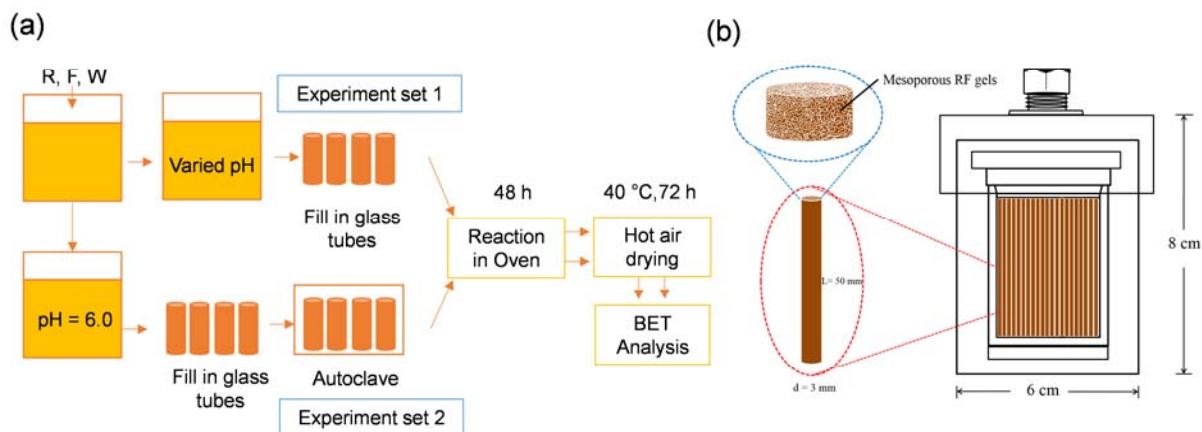 (a)
R, F, W
Experiment set 1
Varied pH
Fill in glass
tubes
48 h
40 °C,72 h
Reaction
in Oven
Hot air
drying
pH = 6.0
BET
Analysis
Fill in glass
tubes
Autoclave
Experiment set 2
(b)
Mesoporous RF gels
L= 50 mm
d = 3 mm
8 cm
6 cm